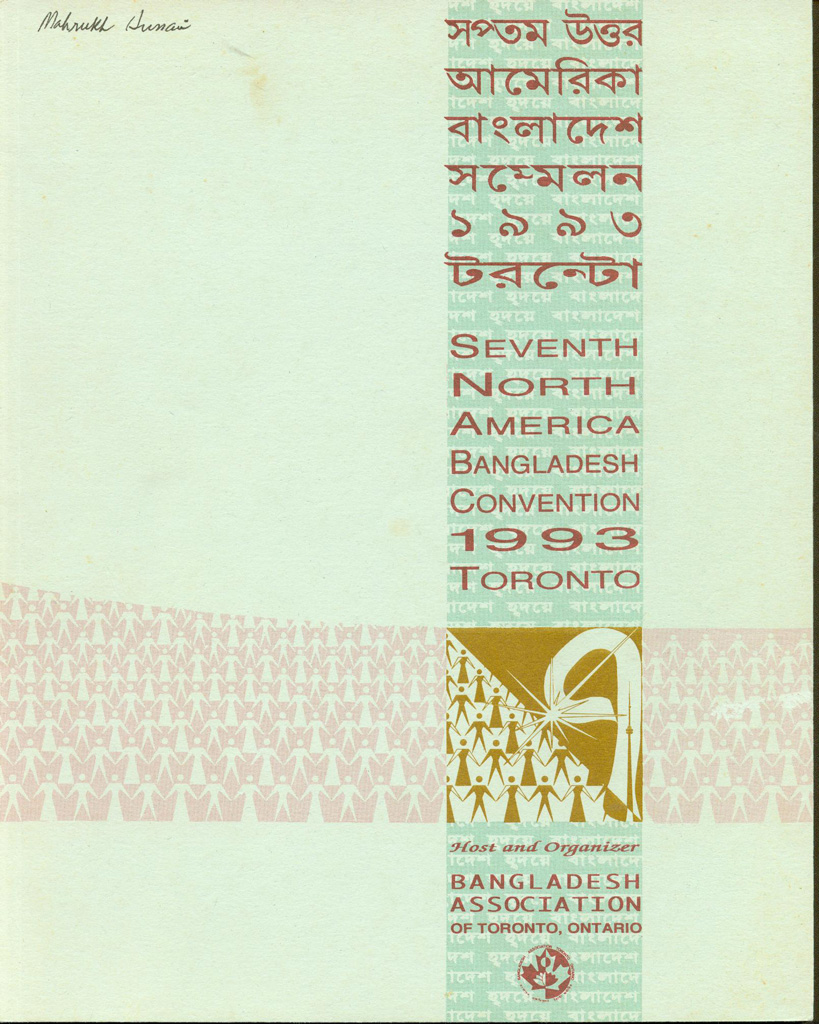 Mahrukh Hussain
সপ্তম উত্তর
আমেরিকা
বাংলাদেশ
সম্মেলন
১৯৯৩
টরন্টো
SEVENTH
NORTH
AMERICA
BANGLADESH
CONVENTION
1993
TORONTO
Host and Organizer
BANGLADESH
ASSOCIATION
OF TORONTO, ONTARIO